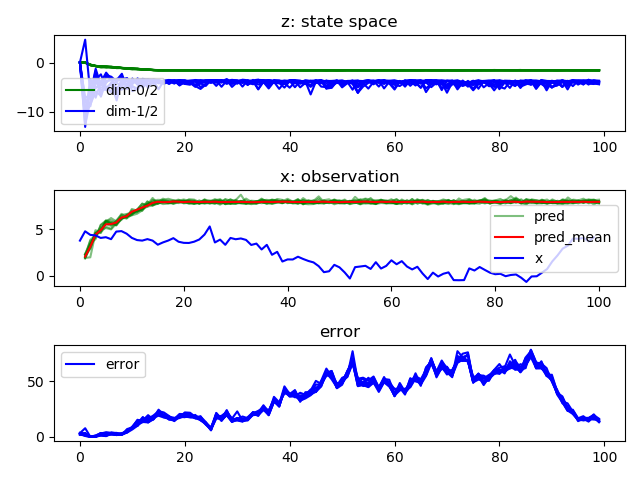 z: state space
0
−10
dim-0/2
dim-1/2
0 20 40 60 80 100
x: observation
5
0
pred
pred_mean
x
0 20 40 60 80 100
error
50
0
error
0 20 40 60 80 100